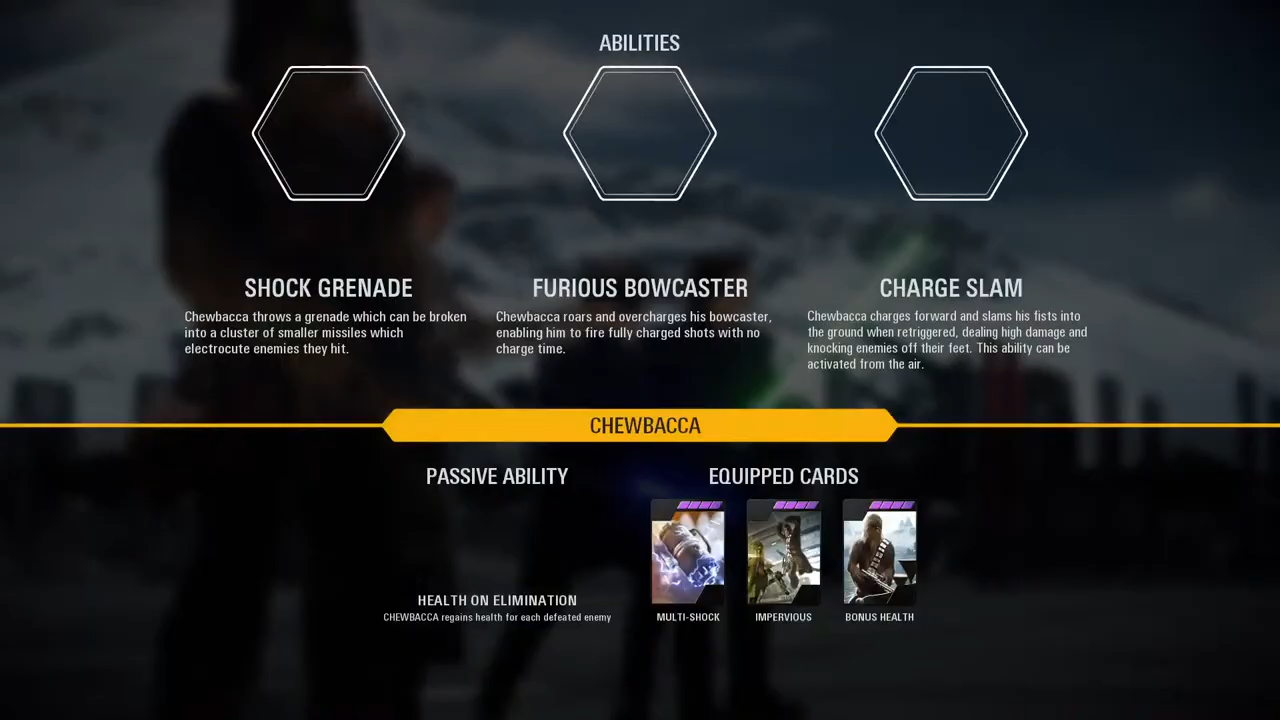 ABILITIES
SHOCK GRENADE
Chewbacca throws a grenade which can be broken
into a cluster of smaller missiles which
electrocute enemies they hit.
FURIOUS BOWCASTER
Chewbacca roars and overcharges his bowcaster,
enabling him to fire fully charged shots with no
charge time.
CHARGE SLAM
Chewbacca charges forward and slams his fists into
the ground when retriggered, dealing high damage and
knocking enemies off their feet. This ability can be
activated from the air.
CHEWBACCA
PASSIVE ABILITY
HEALTH ON ELIMINATION
CHEWBACCA regains health for each defeated enemy
EQUIPPED CARDS
MULTI-SHOCK
IMPERVIOUS
BONUS HEALTH